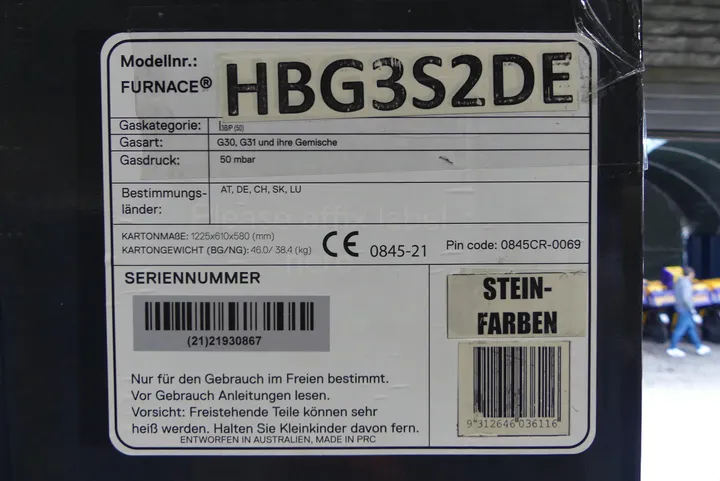 Modellnr.: HBG3S2DE
FURNACE®
Gaskategorie: I3B/P (50)
Gasart: G30, G31 und ihre Gemische
Gasdruck: 50 mbar
Bestimmungs- AT, DE, CH, SK, LU
länder:
Please affix label
here
KARTONMAßE: 1225x610x580 (mm)
KARTONGEWICHT (BG/NG): 46.0/ 38.4 (kg)
CE 0845-21 Pin code: 0845CR-0069
SERIENNUMMER
(21)21930867
STEIN-
FARBEN
9 312646 036116
Nur für den Gebrauch im Freien bestimmt.
Vor Gebrauch Anleitungen lesen.
Vorsicht: Freistehende Teile können sehr
heiß werden. Halten Sie Kleinkinder davon fern.
ENTWORFEN IN AUSTRALIEN, MADE IN PRC